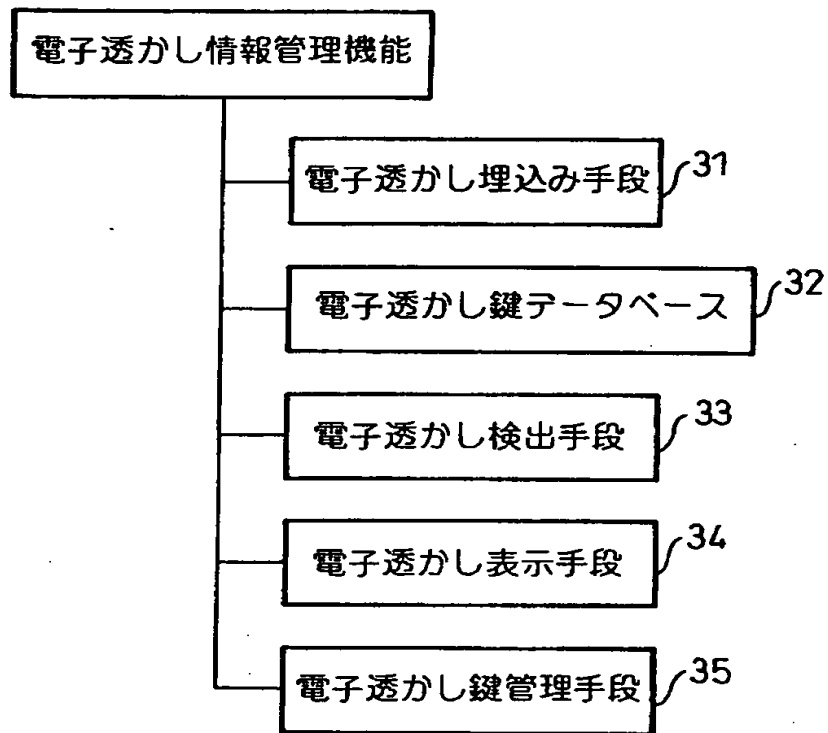 電子透かし情報管理機能
電子透かし埋込み手段 31
電子透かし鍵データベース 32
電子透かし検出手段 33
電子透かし表示手段 34
電子透かし鍵管理手段 35